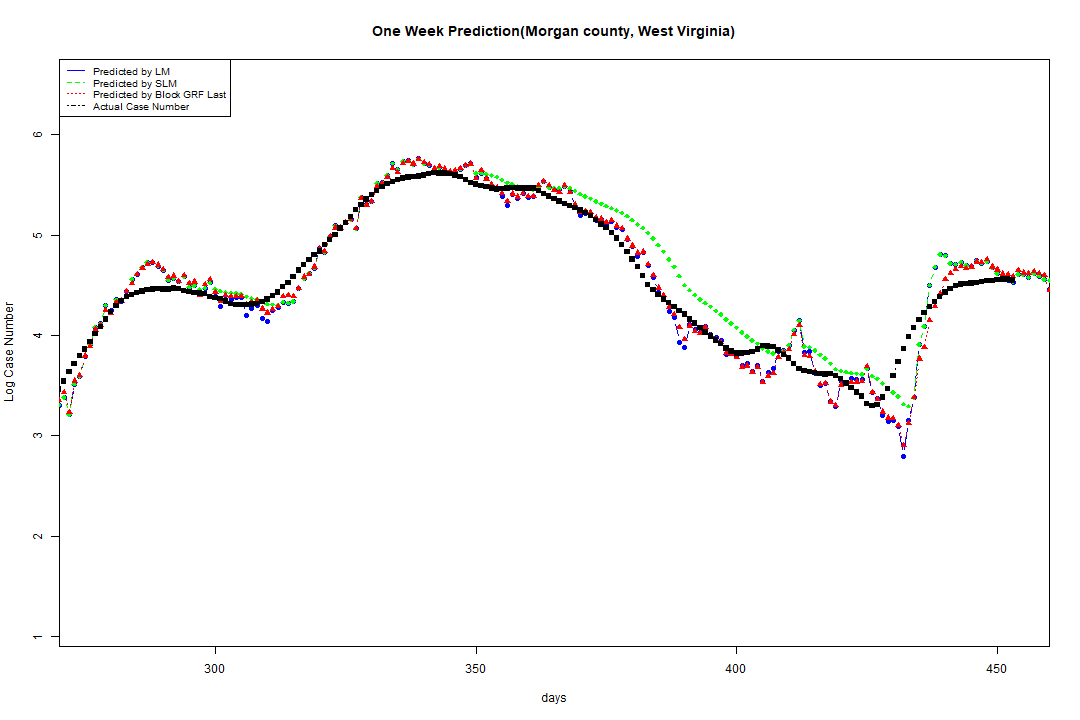 One Week Prediction(Morgan county, West Virginia)
Predicted by LM
Predicted by SLM
Predicted by Block GRF Last
Actual Case Number
6
5
4
3
2
1
Log Case Number
300 350 400 450
days